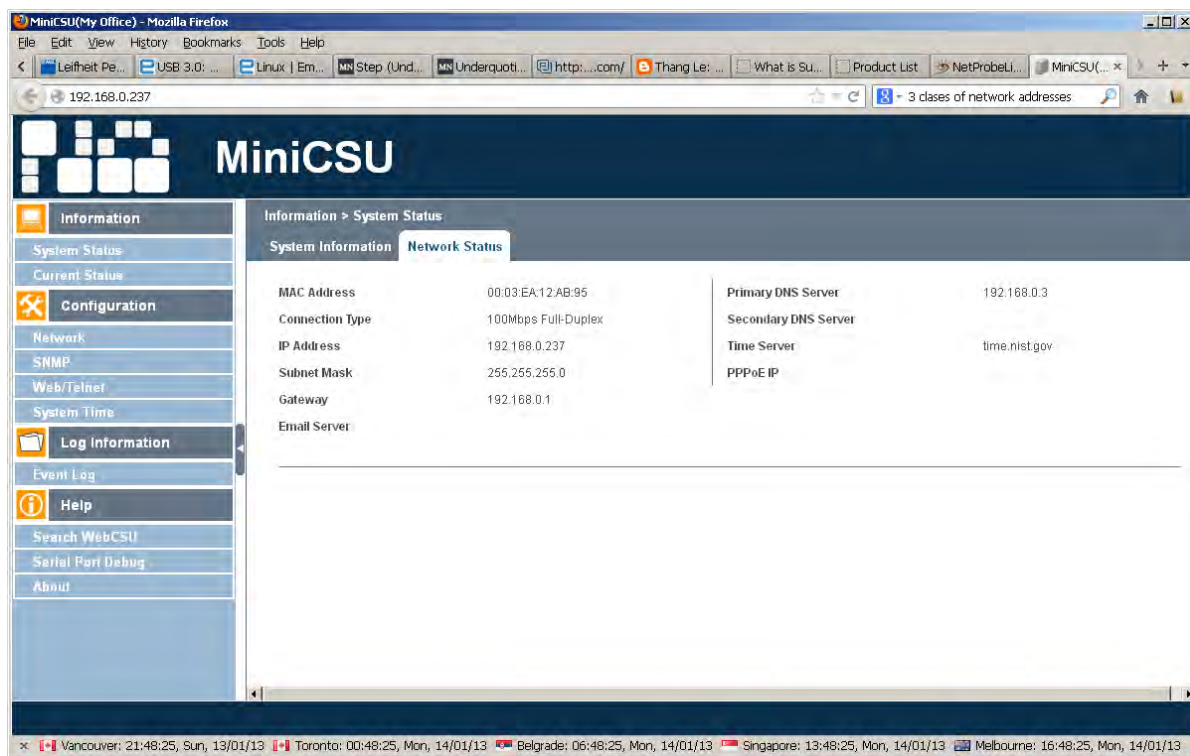 MiniCSU(My Office) - Mozilla Firefox
File Edit View History Bookmarks Tools Help
Leifheit Pe... USB 3.0: ... Linux | Em... Step (Und... Underquoti... http:....com/ Thang Le: ... What is Su... Product List NetProbeLi... MiniCSU(...
192.168.0.237 3 clases of network addresses
MiniCSU
Information
System Status
Current Status
Configuration
Network
SNMP
Web/Telnet
System Time
Log Information
Event Log
Help
Search WebCSU
Serial Port Debug
About
Information > System Status
System Information Network Status
MAC Address 00:03:EA:12:AB:95
Connection Type 100Mbps Full-Duplex
IP Address 192.168.0.237
Subnet Mask 255.255.255.0
Gateway 192.168.0.1
Email Server
Primary DNS Server 192.168.0.3
Secondary DNS Server
Time Server time.nist.gov
PPPoE IP
Vancouver: 21:48:25, Sun, 13/01/13 Toronto: 00:48:25, Mon, 14/01/13 Belgrade: 06:48:25, Mon, 14/01/13 Singapore: 13:48:25, Mon, 14/01/13 Melbourne: 16:48:25, Mon, 14/01/13